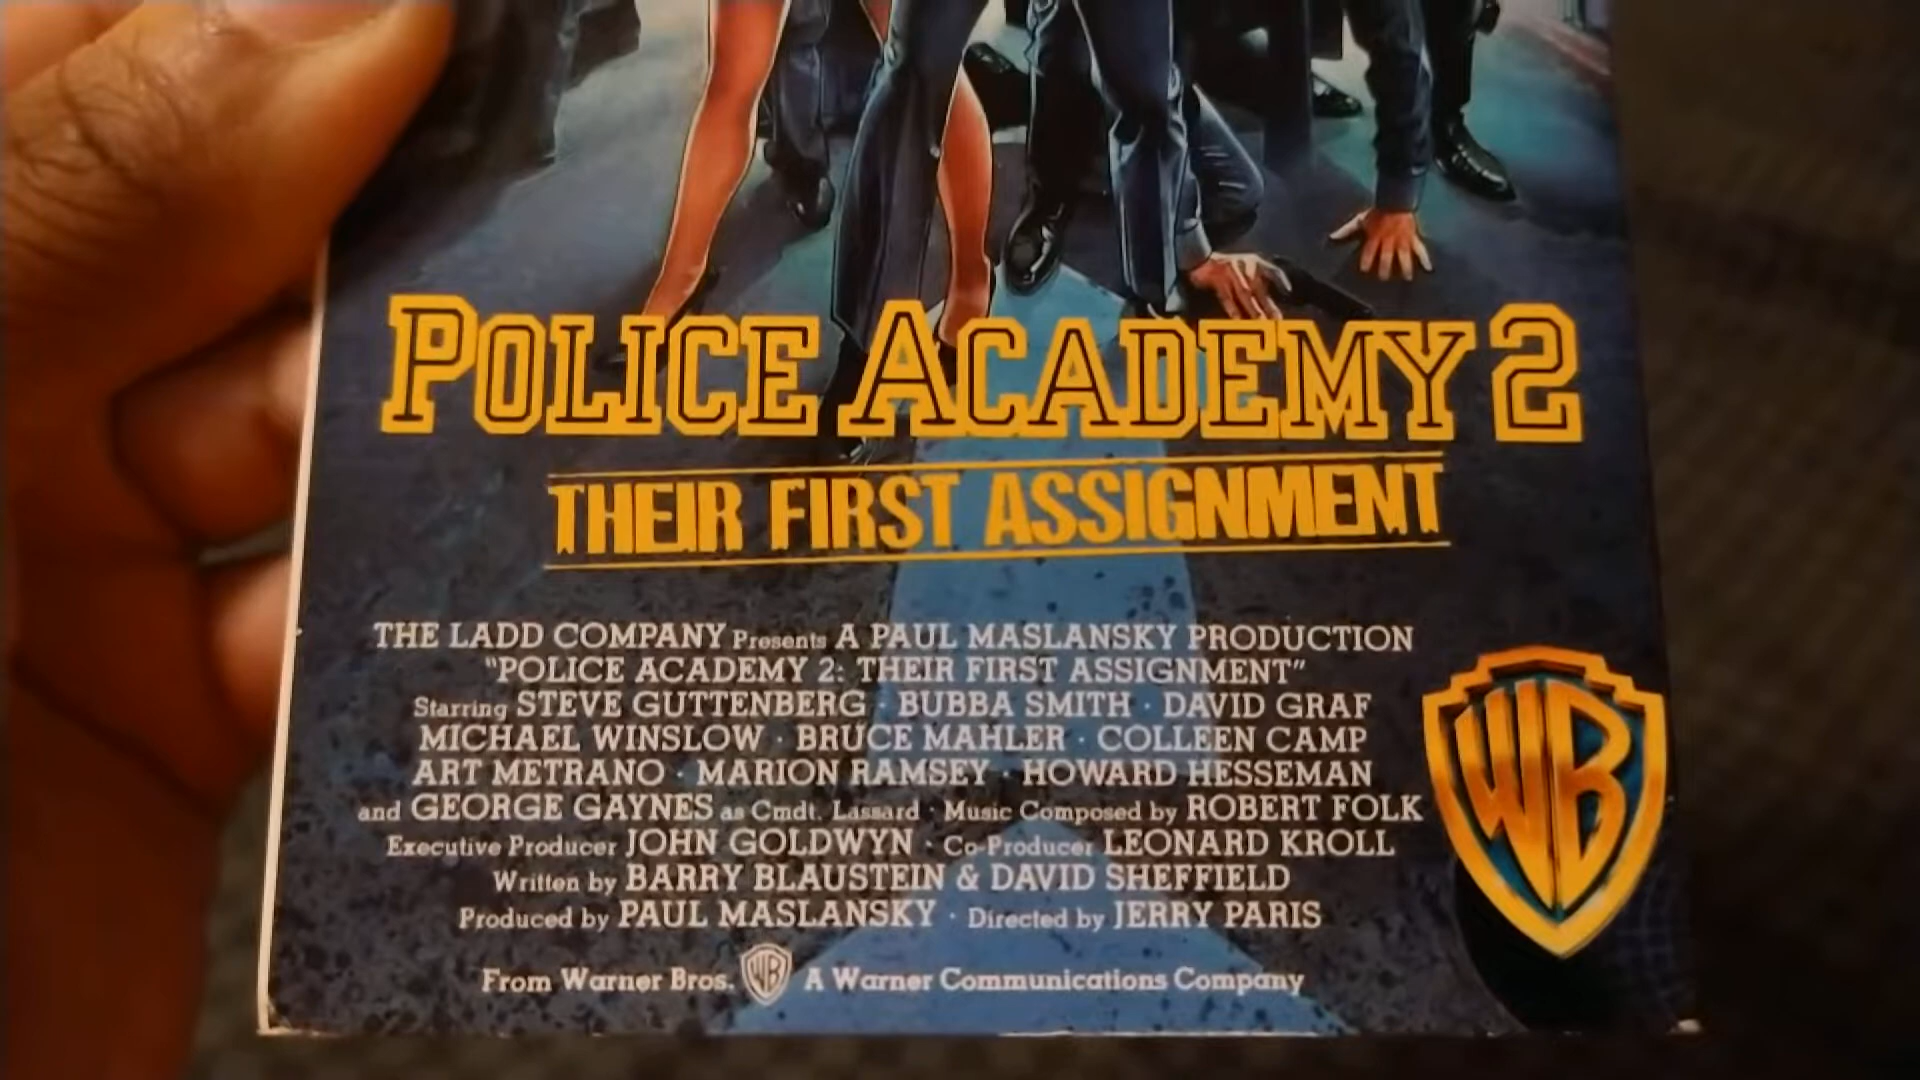 POLICE ACADEMY 2
THEIR FIRST ASSIGNMENT
THE LADD COMPANY Presents A PAUL MASLANSKY PRODUCTION
"POLICE ACADEMY 2: THEIR FIRST ASSIGNMENT"
Starring STEVE GUTTENBERG · BUBBA SMITH · DAVID GRAF
MICHAEL WINSLOW · BRUCE MAHLER · COLLEEN CAMP
ART METRANO · MARION RAMSEY · HOWARD HESSEMAN
and GEORGE GAYNES as Cmdt. Lassard · Music Composed by ROBERT FOLK
Executive Producer JOHN GOLDWYN · Co-Producer LEONARD KROLL
Written by BARRY BLAUSTEIN & DAVID SHEFFIELD
Produced by PAUL MASLANSKY · Directed by JERRY PARIS
From Warner Bros. WB A Warner Communications Company
WB